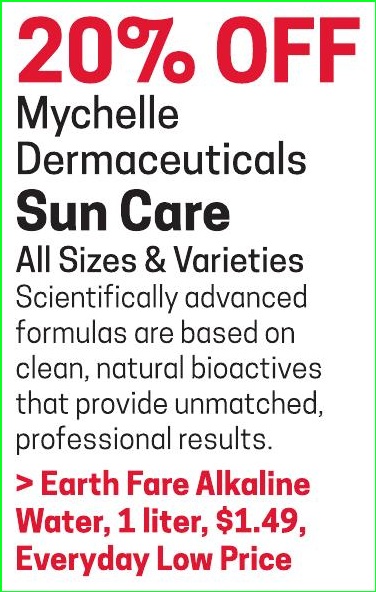 20% OFF
Mychelle
Dermaceuticals
Sun Care
All Sizes & Varieties
Scientifically advanced
formulas are based on
clean, natural bioactives
that provide unmatched,
professional results.
> Earth Fare Alkaline
Water, 1 liter, $1.49,
Everyday Low Price